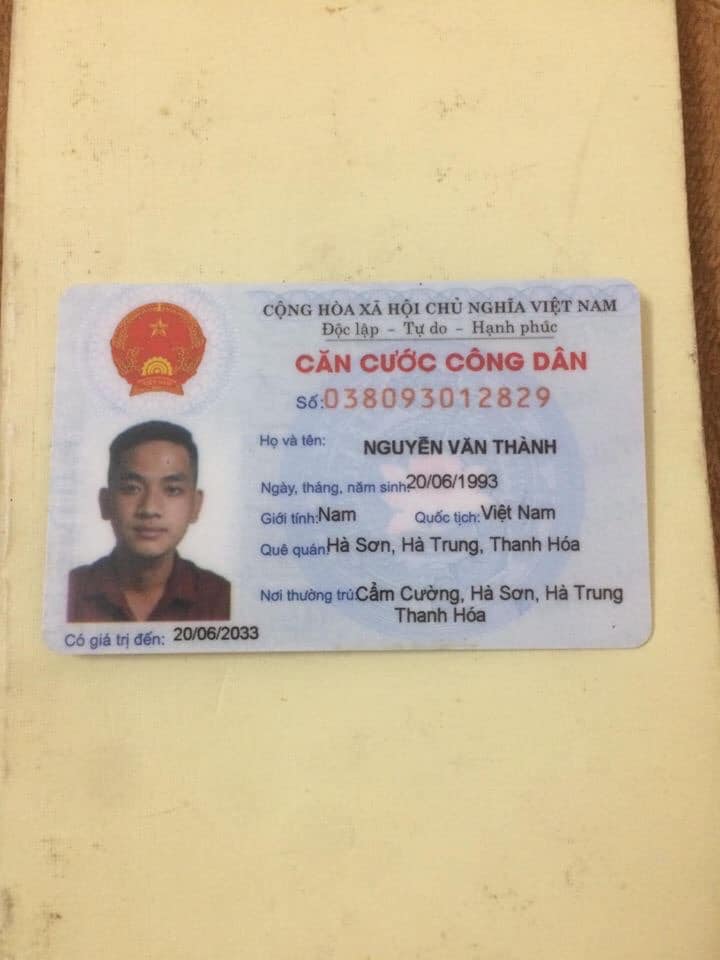 CỘNG HÒA XÃ HỘI CHỦ NGHĨA VIỆT NAM
Độc lập - Tự do - Hạnh phúc
CĂN CƯỚC CÔNG DÂN
Số: 038093012829
Họ và tên: NGUYỄN VĂN THÀNH
Ngày, tháng, năm sinh: 20/06/1993
Giới tính: Nam Quốc tịch: Việt Nam
Quê quán: Hà Sơn, Hà Trung, Thanh Hóa
Nơi thường trú: Cẩm Cường, Hà Sơn, Hà Trung
Thanh Hóa
Có giá trị đến: 20/06/2033
VIỆT NAM